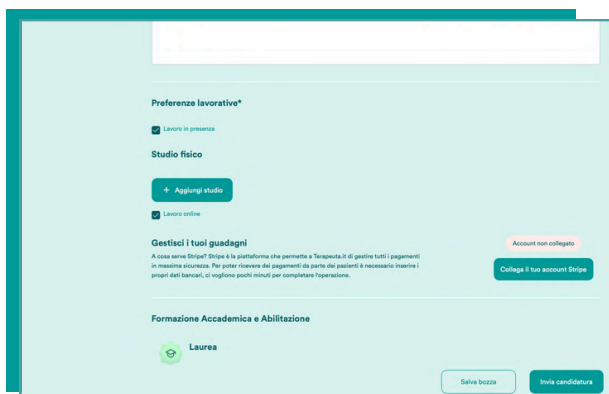 Preferenze lavorative*
Lavoro in presenza
Studio fisico
+ Aggiungi studio
Lavoro online
Gestisci i tuoi guadagni
Account non collegato
A cosa serve Stripe? Stripe è la piattaforma che permette a Terapeuta.it di gestire tutti i pagamenti
in massima sicurezza. Per poter ricevere dei pagamenti da parte dei pazienti è necessario inserire i
propri dati bancari, ci vogliono pochi minuti per completare l'operazione.
Collega il tuo account Stripe
Formazione Accademica e Abilitazione
Laurea
Salva bozza
Invia candidatura